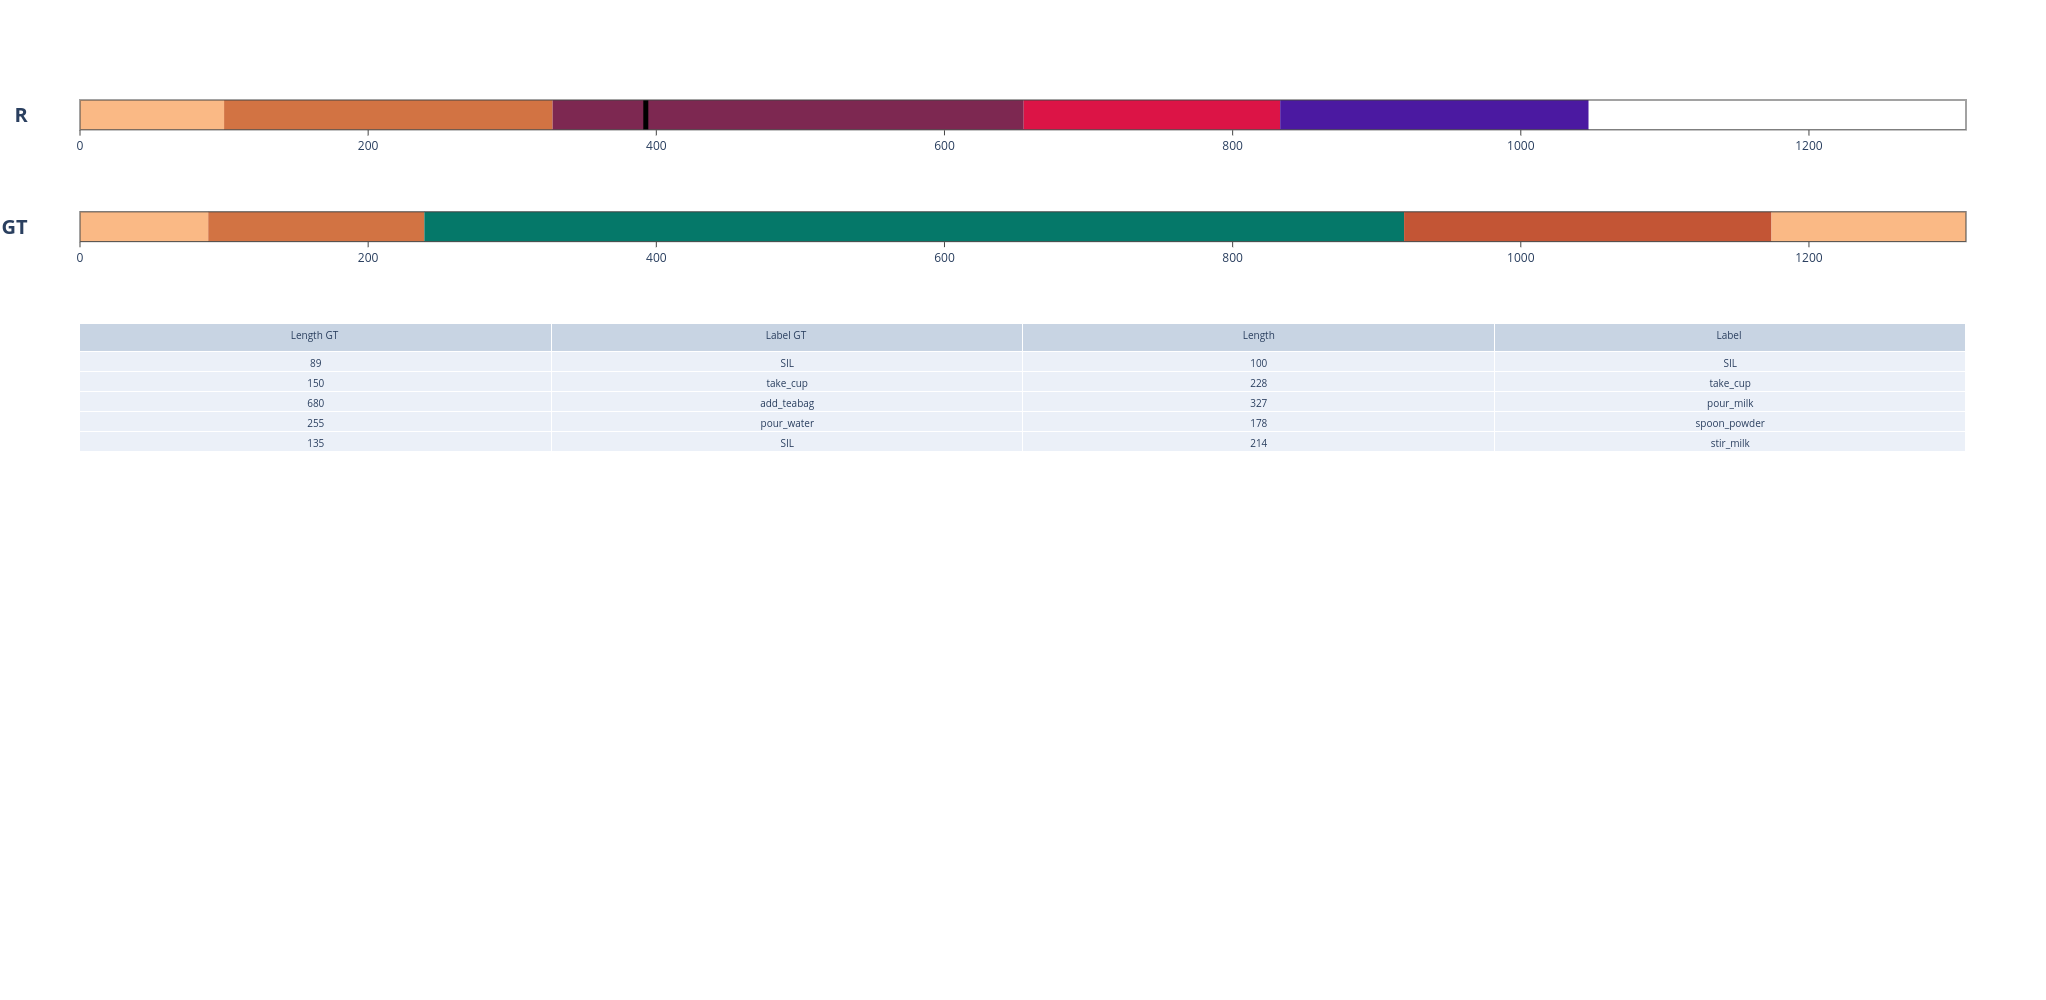 R
0 200 400 600 800 1000 1200
GT
0 200 400 600 800 1000 1200
Length GT Label GT Length Label
89 SIL 100 SIL
150 take_cup 228 take_cup
680 add_teabag 327 pour_milk
255 pour_water 178 spoon_powder
135 SIL 214 stir_milk